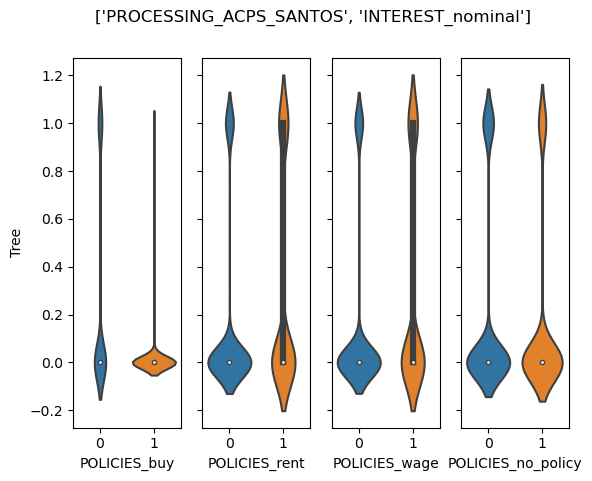 ['PROCESSING_ACPS_SANTOS', 'INTEREST_nominal']
1.2
1.0
0.8
0.6
0.4
0.2
0.0
−0.2
Tree
0 1
POLICIES_buy
0 1
POLICIES_rent
0 1
POLICIES_wage
0 1
POLICIES_no_policy